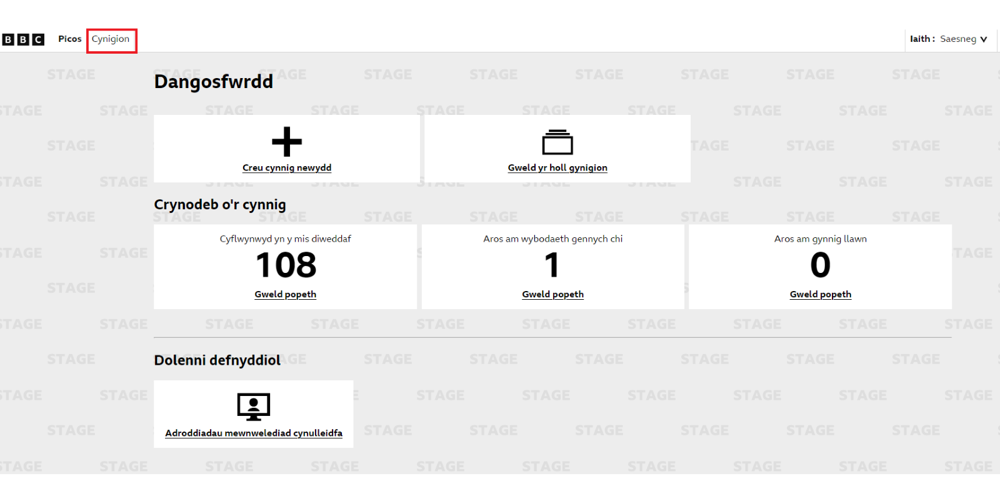 BBC Picos Cynigion Iaith : Saesneg
Dangosfwrdd
Creu cynnig newydd
Gweld yr holl gynigion
Crynodeb o'r cynnig
Cyflwynwyd yn y mis diweddaf
108
Gweld popeth
Aros am wybodaeth gennych chi
1
Gweld popeth
Aros am gynnig llawn
0
Gweld popeth
Dolenni defnyddiol
Adroddiadau mewnwelediad cynulleidfa
STAGE